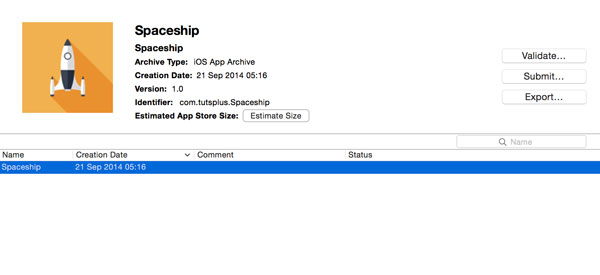 Spaceship
Spaceship
Archive Type: iOS App Archive
Validate...
Creation Date: 21 Sep 2014 05:16
Submit...
Version: 1.0
Export...
Identifier: com.tutsplus.Spaceship
Estimated App Store Size: Estimate Size
Name
Name Creation Date Comment Status
Spaceship 21 Sep 2014 05:16